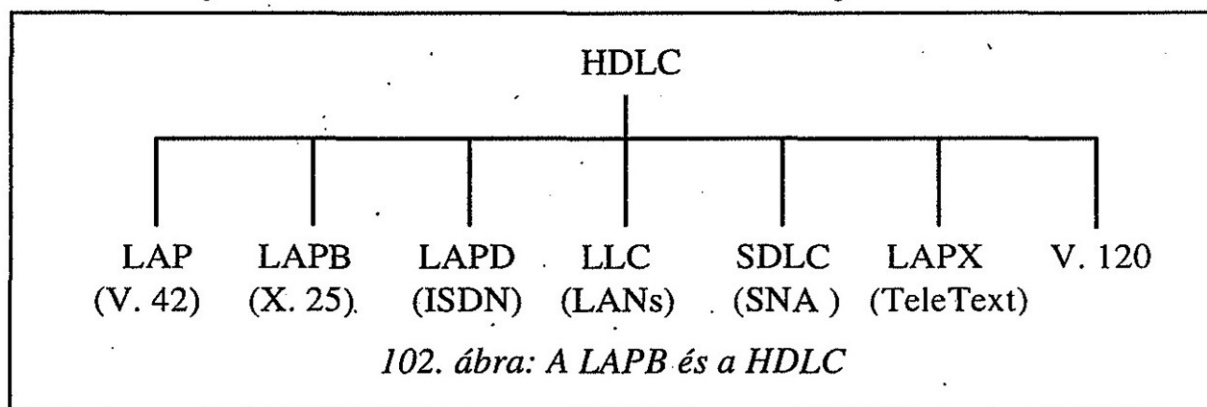 HDLC
LAP LAPB LAPD LLC SDLC LAPX V. 120
(V. 42) (X. 25) (ISDN) (LANs) (SNA ) (TeleText)
102. ábra: A LAPB és a HDLC